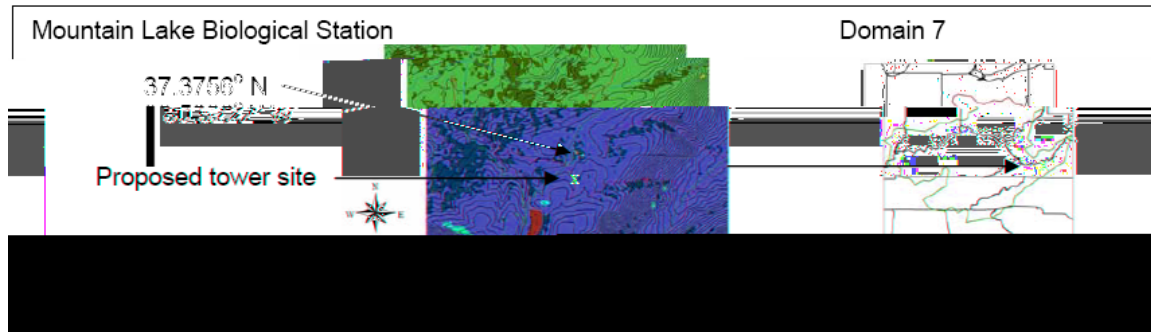 Mountain Lake Biological Station
Domain 7
37.3756° N
Proposed tower site
N
W E
S
X